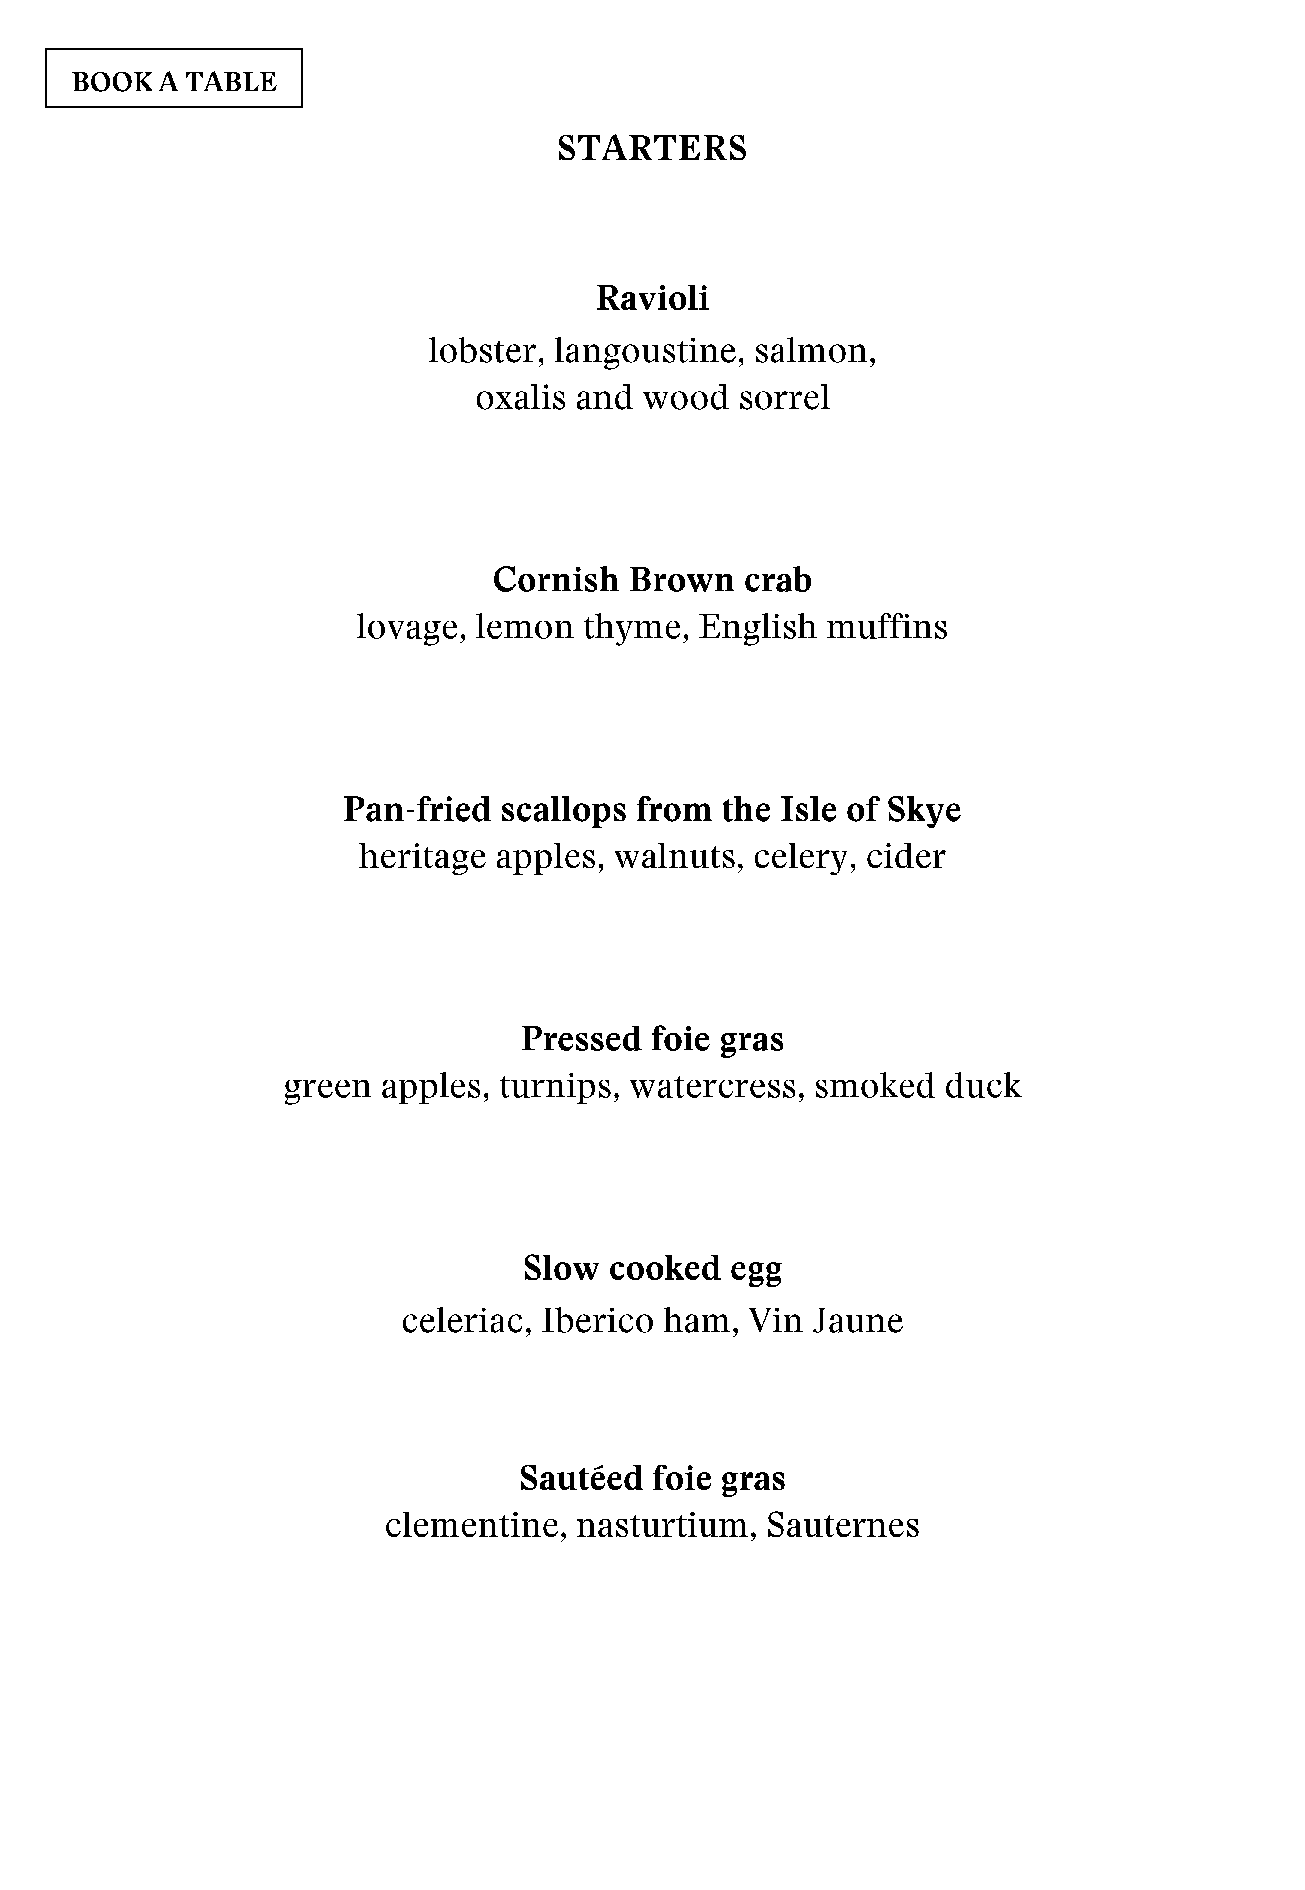 BOOK A TABLE
STARTERS
Ravioli
lobster, langoustine, salmon,
oxalis and wood sorrel
Cornish Brown crab
lovage, lemon thyme, English muffins
Pan-fried scallops from the Isle of Skye
heritage apples, walnuts, celery, cider
Pressed foie gras
green apples, turnips, watercress, smoked duck
Slow cooked egg
celeriac, Iberico ham, Vin Jaune
Sautéed foie gras
clementine, nasturtium, Sauternes